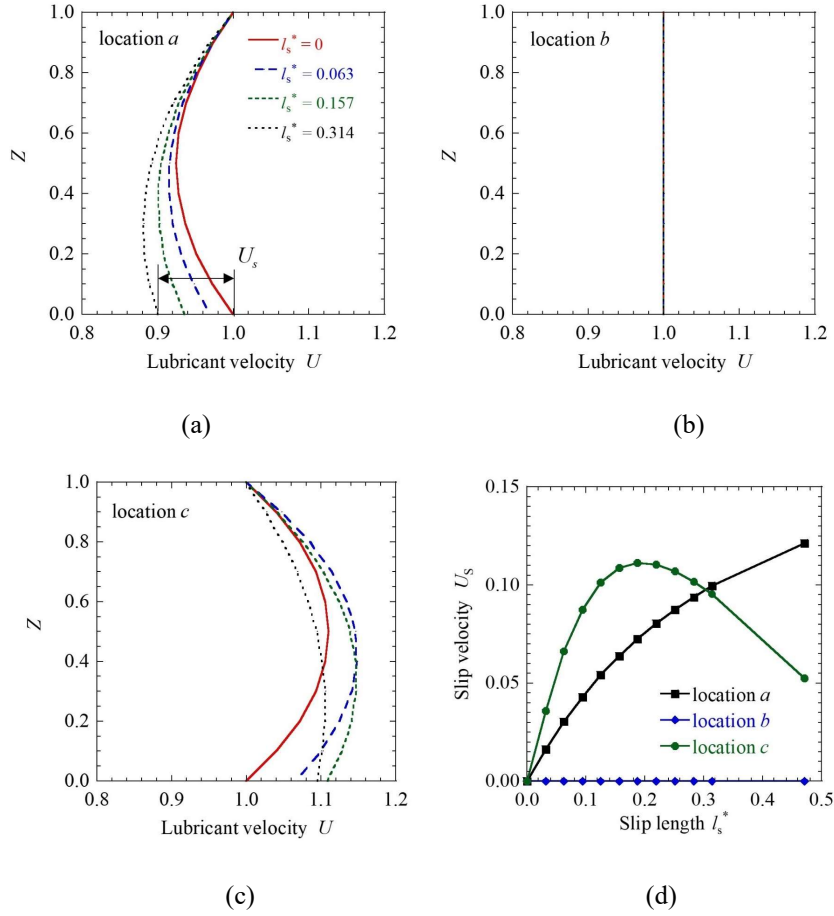 location a
l_s* = 0
l_s* = 0.063
l_s* = 0.157
l_s* = 0.314
U_s
Z
1.0
0.8
0.6
0.4
0.2
0.0
0.8 0.9 1.0 1.1 1.2
Lubricant velocity U
(a)
location b
Z
1.0
0.8
0.6
0.4
0.2
0.0
0.8 0.9 1.0 1.1 1.2
Lubricant velocity U
(b)
location c
Z
1.0
0.8
0.6
0.4
0.2
0.0
0.8 0.9 1.0 1.1 1.2
Lubricant velocity U
(c)
Slip velocity U_S
0.15
0.10
0.05
0.00
location a
location b
location c
0.0 0.1 0.2 0.3 0.4 0.5
Slip length l_s*
(d)